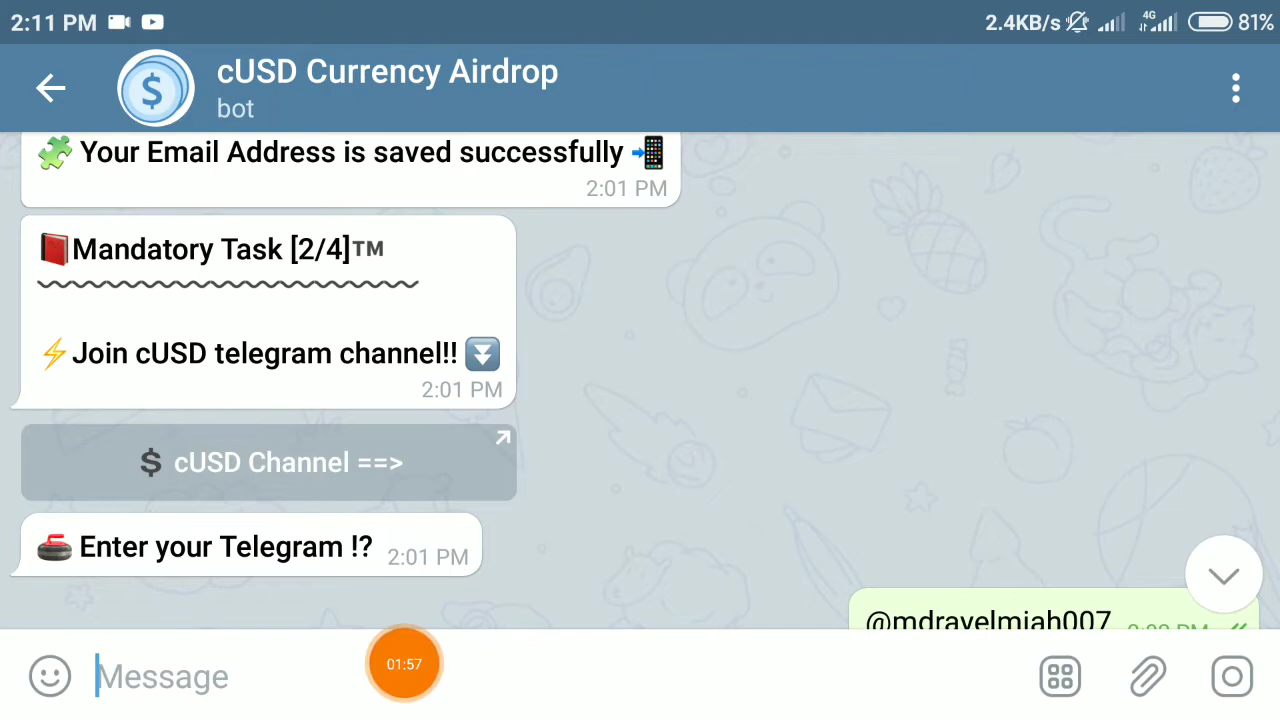 2:11 PM
2.4KB/s 4G 81%
cUSD Currency Airdrop
bot
Your Email Address is saved successfully
2:01 PM
Mandatory Task [2/4]™
Join cUSD telegram channel!!
2:01 PM
$ cUSD Channel ==>
Enter your Telegram !? 2:01 PM
@mdravelmiah007
Message
01:57